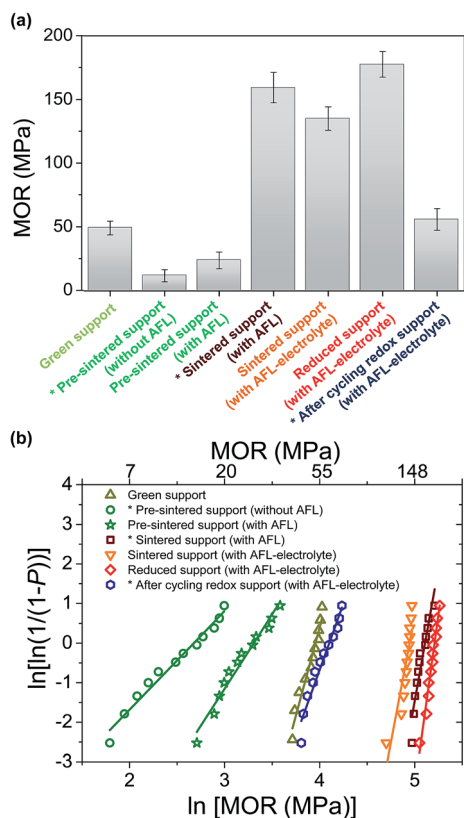 (a)
200
150
100
50
0
MOR (MPa)
Green support
* Pre-sintered support
(without AFL)
Pre-sintered support
(with AFL)
* Sintered support
(with AFL)
Sintered support
(with AFL-electrolyte)
Reduced support
(with AFL-electrolyte)
* After cycling redox support
(with AFL-electrolyte)
(b)
MOR (MPa)
7 20 55 148
4
3
2
1
0
-1
-2
-3
ln[ln(1/(1-P))]
Green support
* Pre-sintered support (without AFL)
Pre-sintered support (with AFL)
* Sintered support (with AFL)
Sintered support (with AFL-electrolyte)
Reduced support (with AFL-electrolyte)
* After cycling redox support (with AFL-electrolyte)
2 3 4 5
ln [MOR (MPa)]